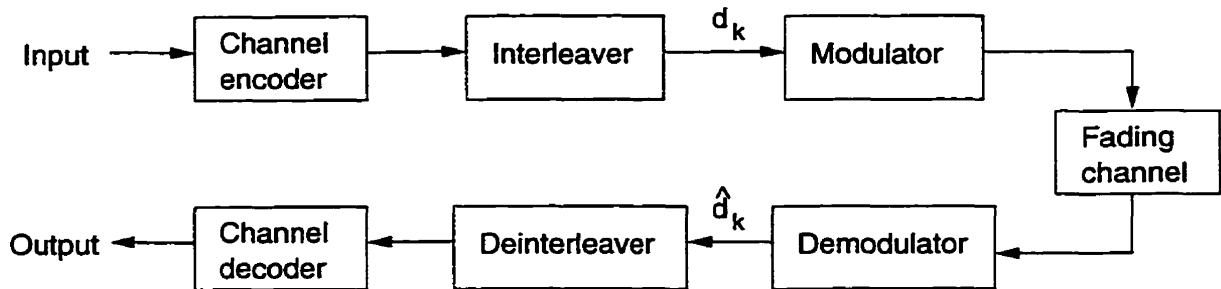 Input
Channel
encoder
Interleaver
d_k
Modulator
Fading
channel
Output
Channel
decoder
Deinterleaver
d̂_k
Demodulator